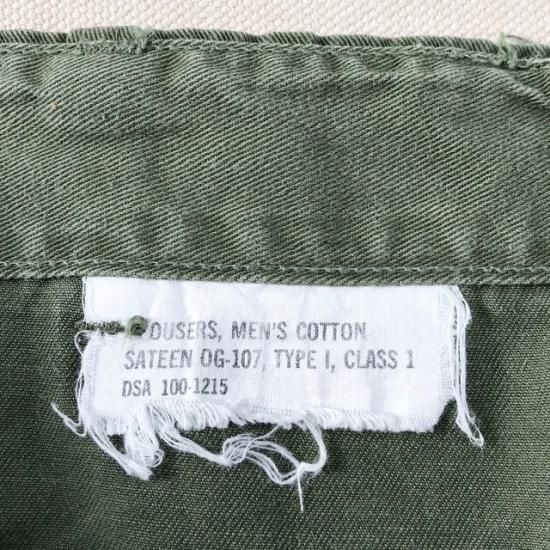 OUSERS, MEN'S COTTON
SATEEN OG-107, TYPE I, CLASS 1
DSA 100-1215